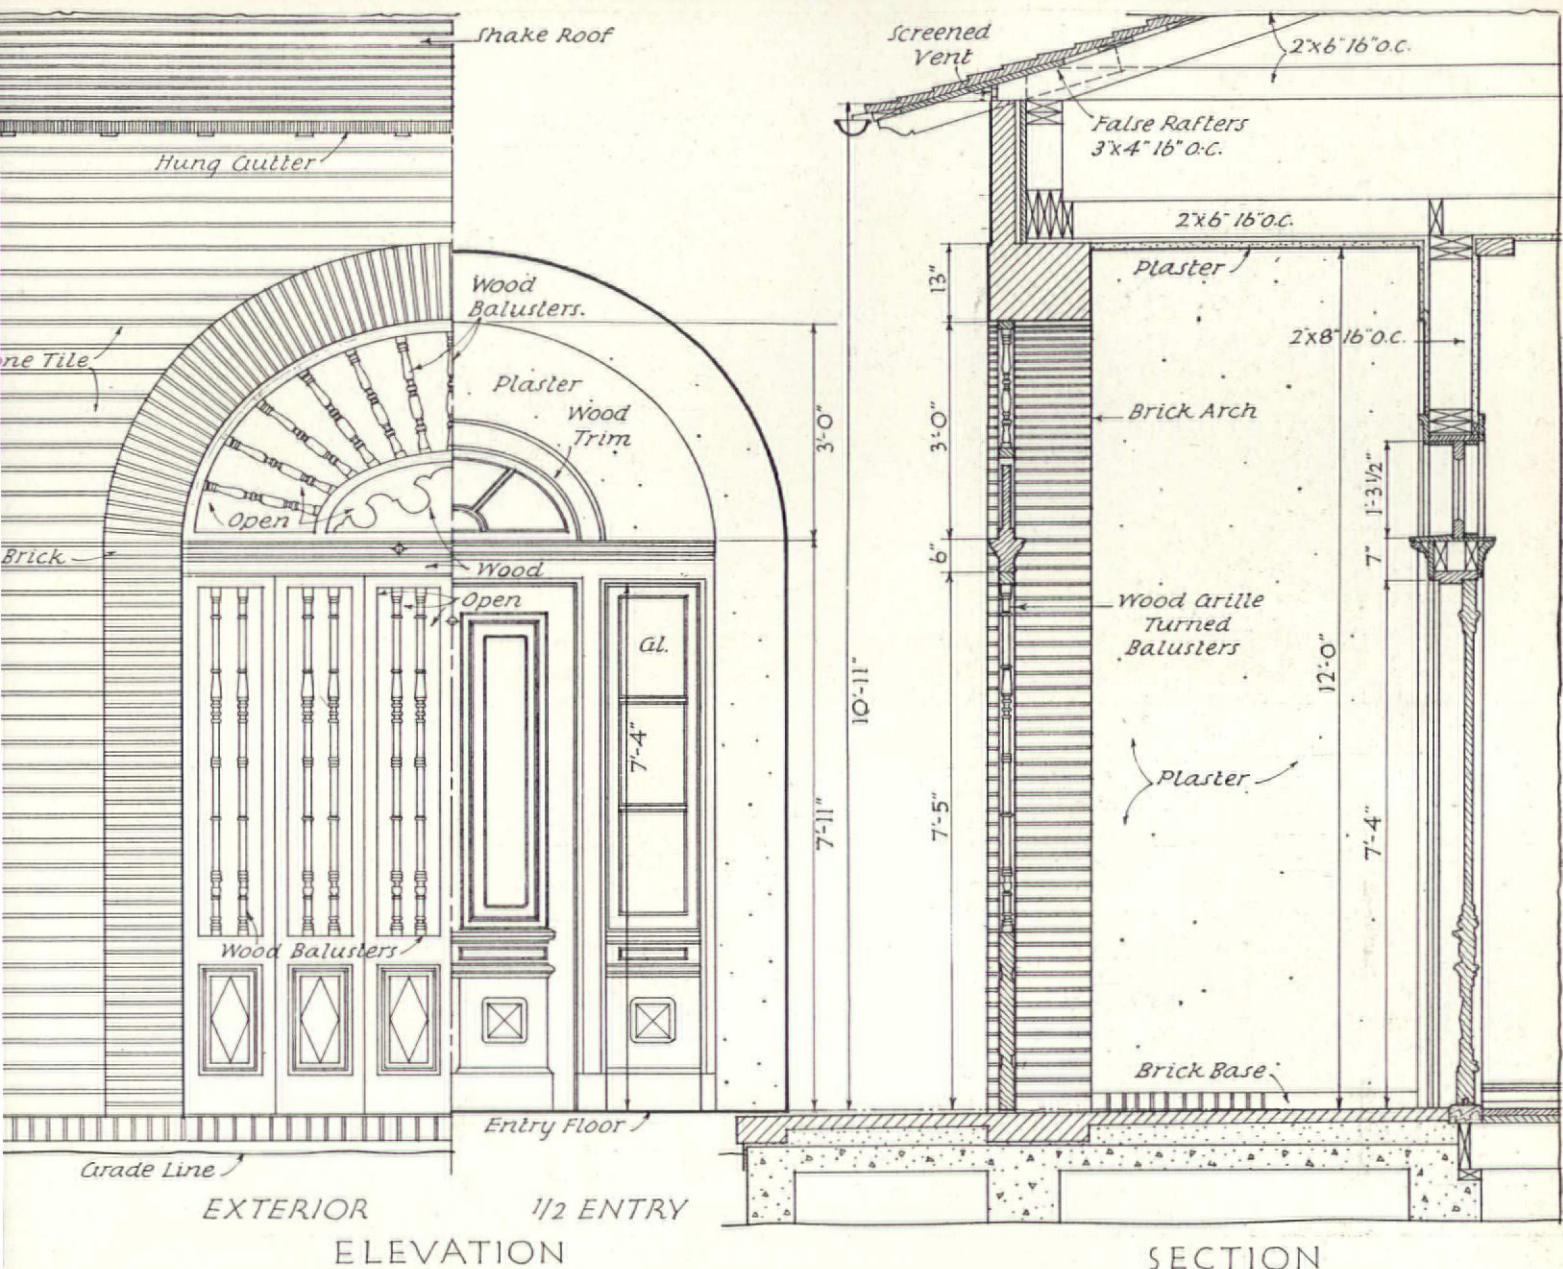 Shake Roof
Hung Gutter
Wood
Balusters.
one Tile
Plaster
Wood
Trim
Open
Brick
Wood
Open
Gl.
7'-4"
Wood Balusters
Entry Floor
Grade Line
EXTERIOR
1/2 ENTRY
ELEVATION
3'-0"
7'-11"
10'-11"
Screened
Vent
2"x6" 16" o.c.
False Rafters
3"x4" 16" o.c.
2"x6" 16" o.c.
Plaster
13"
2"x8" 16" o.c.
3'-0"
Brick Arch
1'-3 1/2"
6"
7"
Wood Grille
Turned
Balusters
12'-0"
Plaster
7'-5"
7'-4"
Brick Base
SECTION